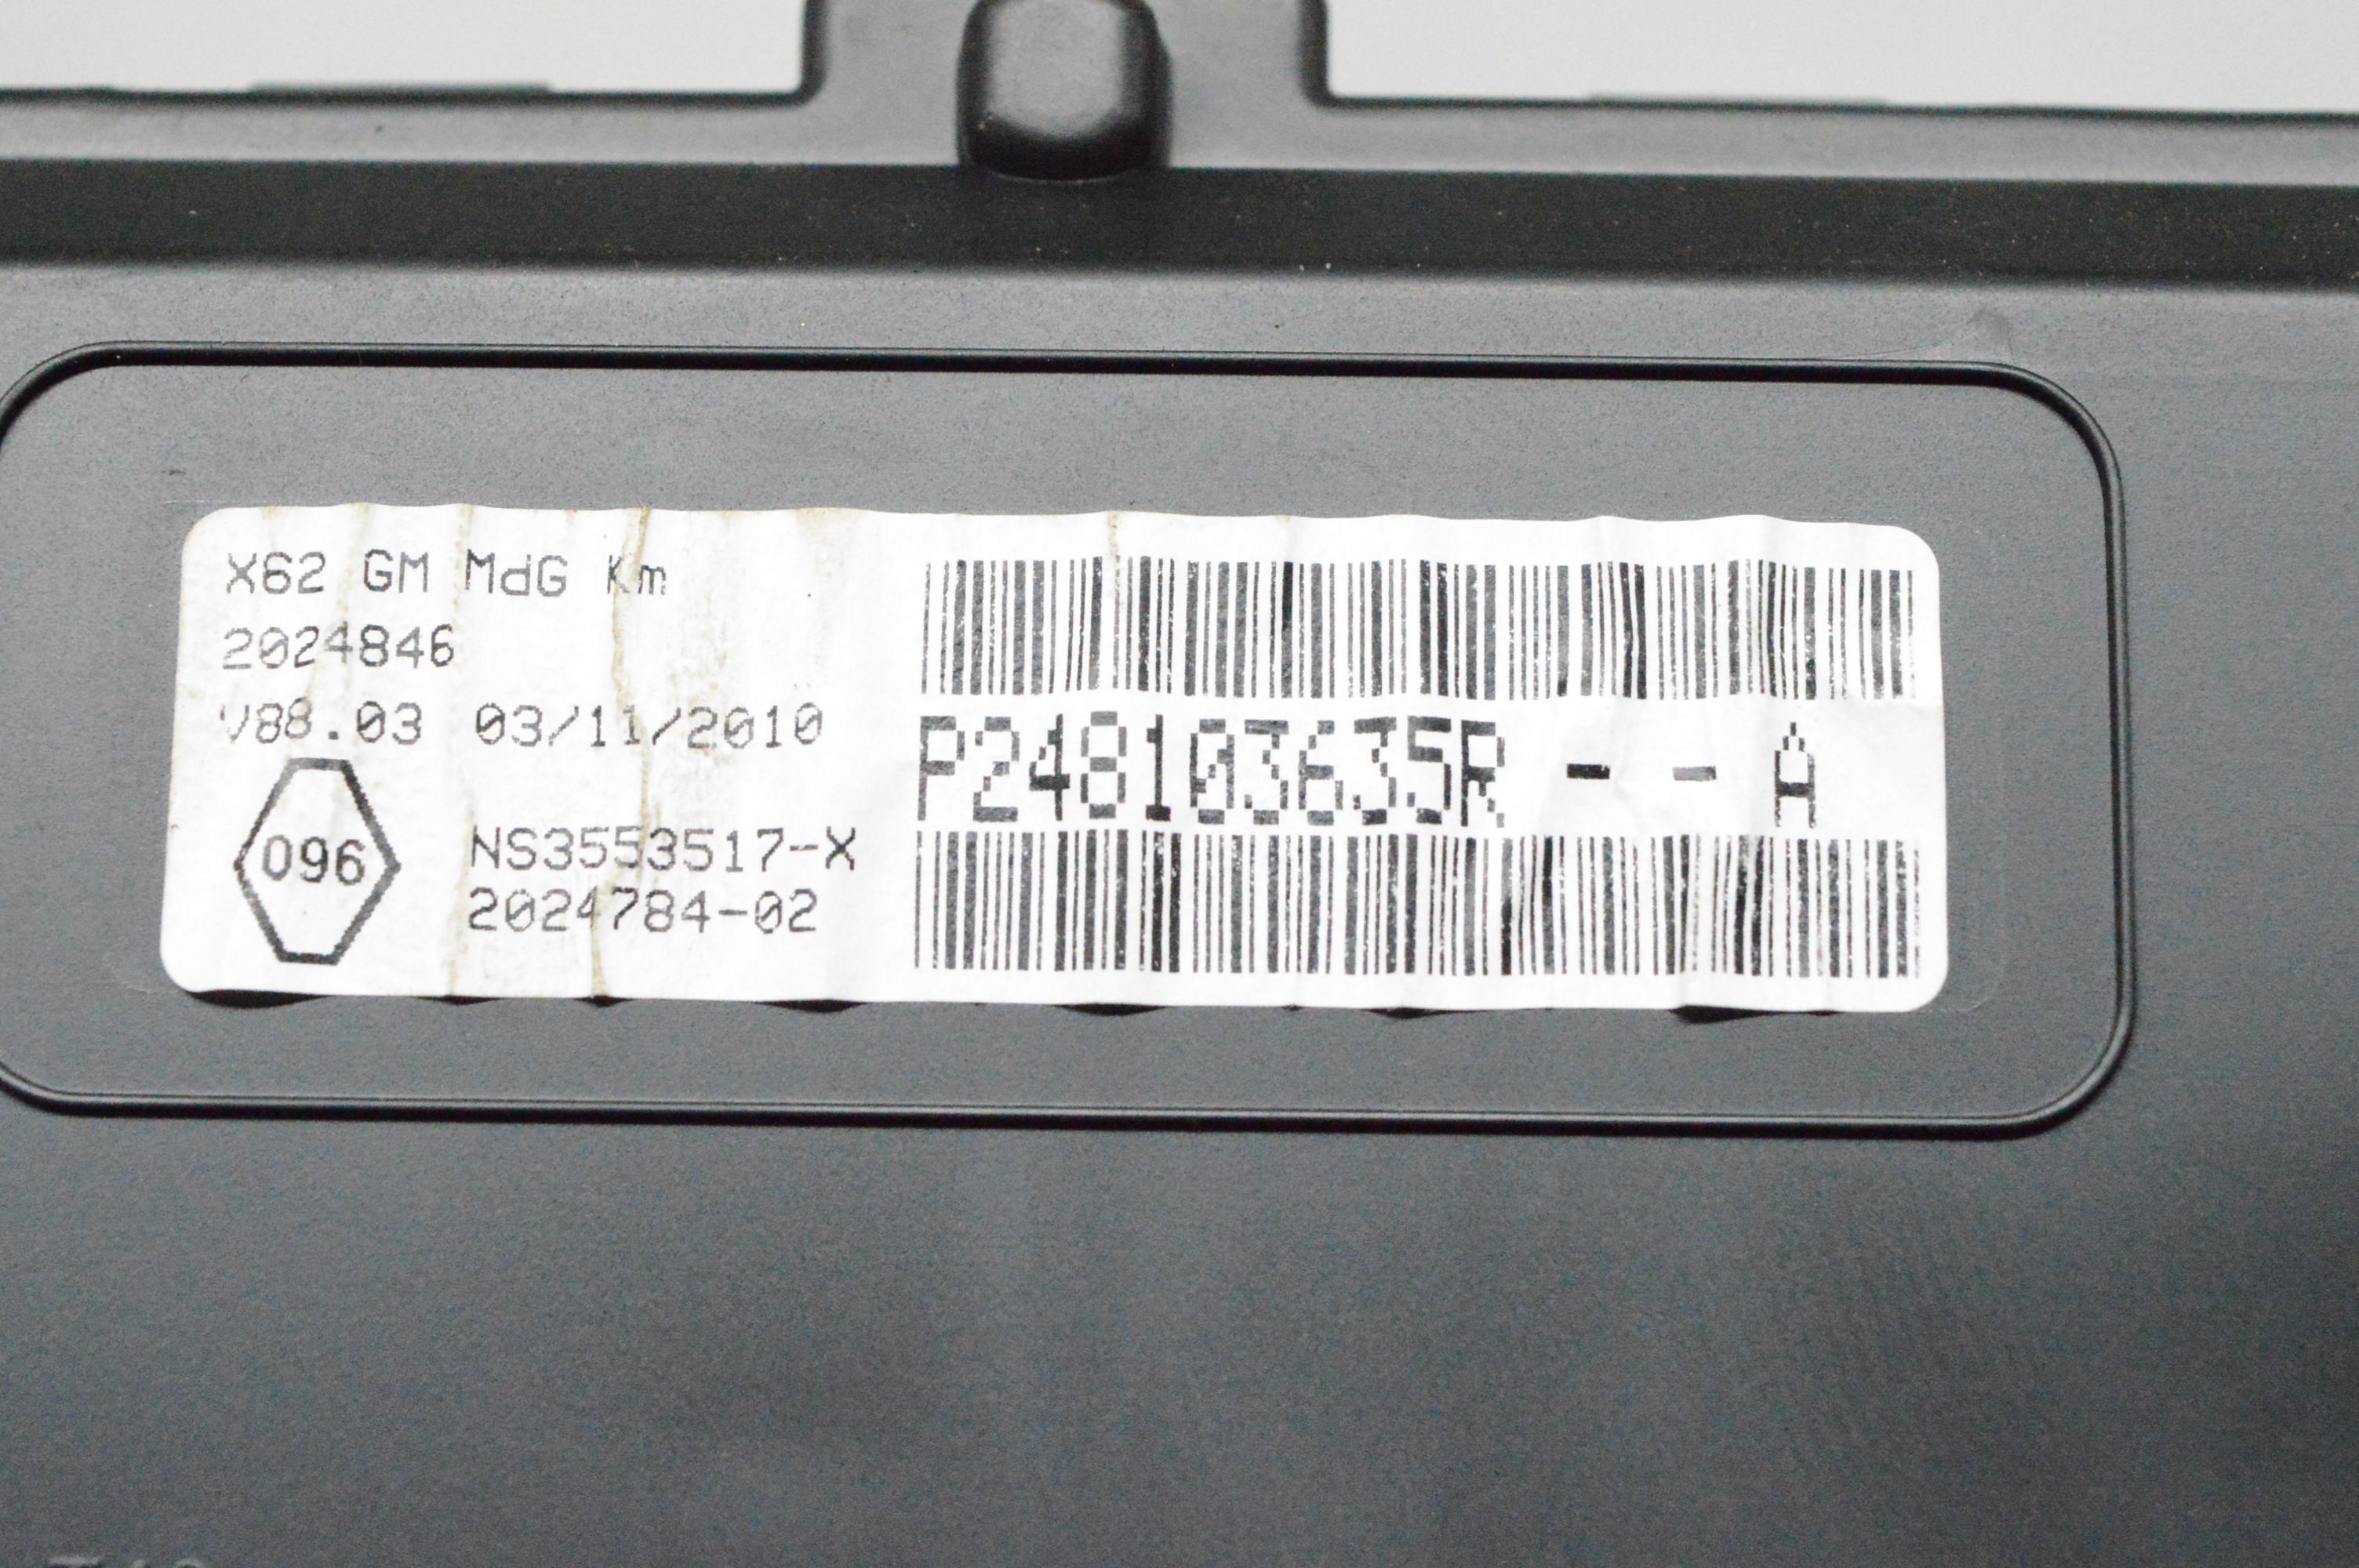 X62 GM MdG Km
2024846
V88.03 03/11/2010
096
NS3553517-X
2024784-02
P248103635R - - A